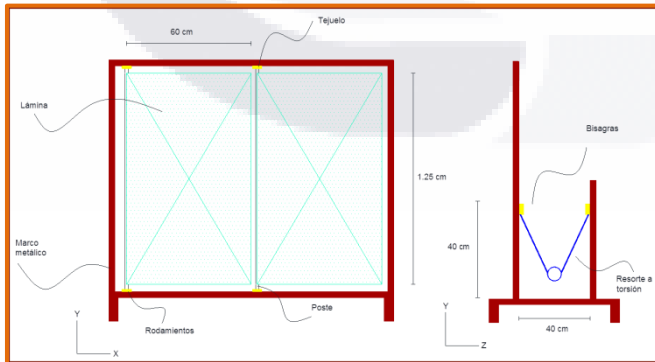 60 cm
Tejuelo
Lámina
Bisagras
1.25 cm
Marco
metálico
40 cm
Resorte a
torsión
Rodamientos
Poste
Y
X
Y
Z
40 cm